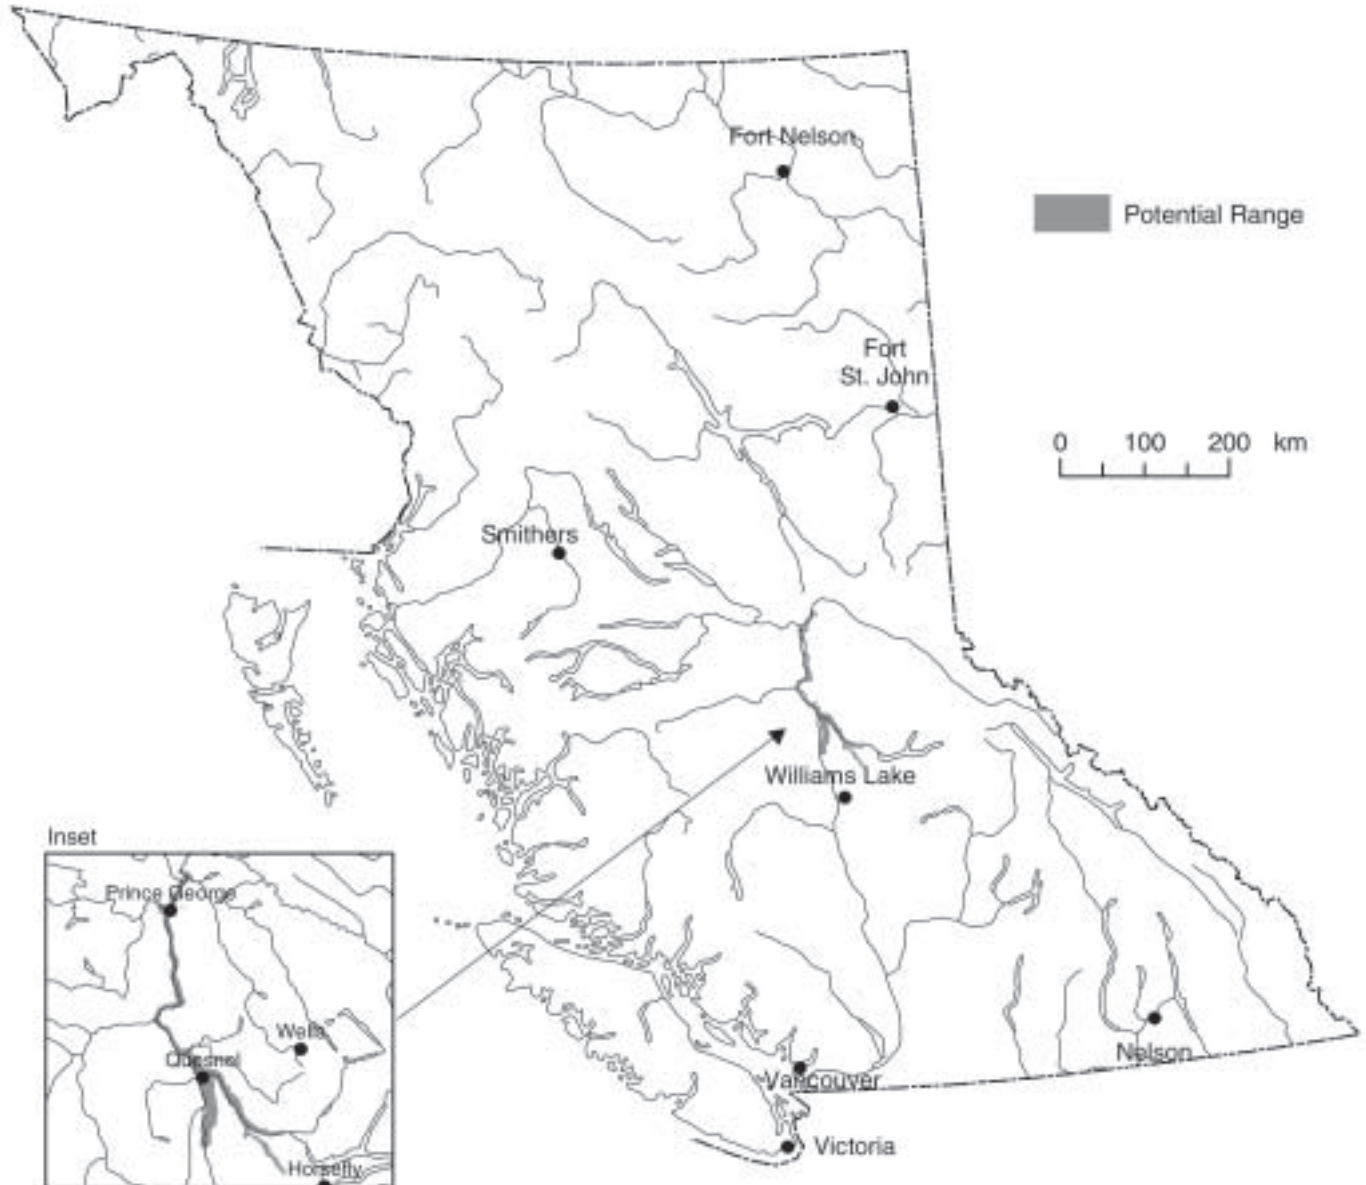 Fort Nelson
Potential Range
Fort
St. John
0 100 200 km
Smithers
Williams Lake
Inset
Prince George
Wells
Quesnel
Horsefly
Nelson
Vancouver
Victoria